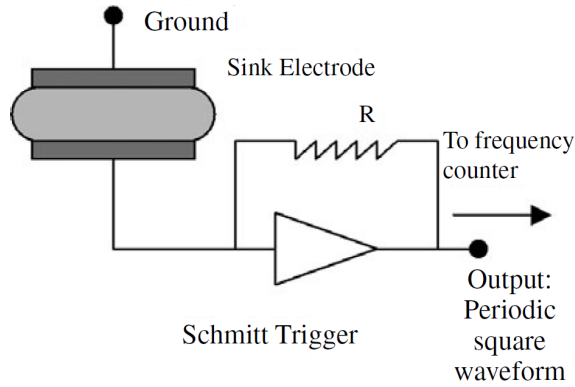 Ground
Sink Electrode
R
To frequency
counter
Output:
Periodic
square
waveform
Schmitt Trigger